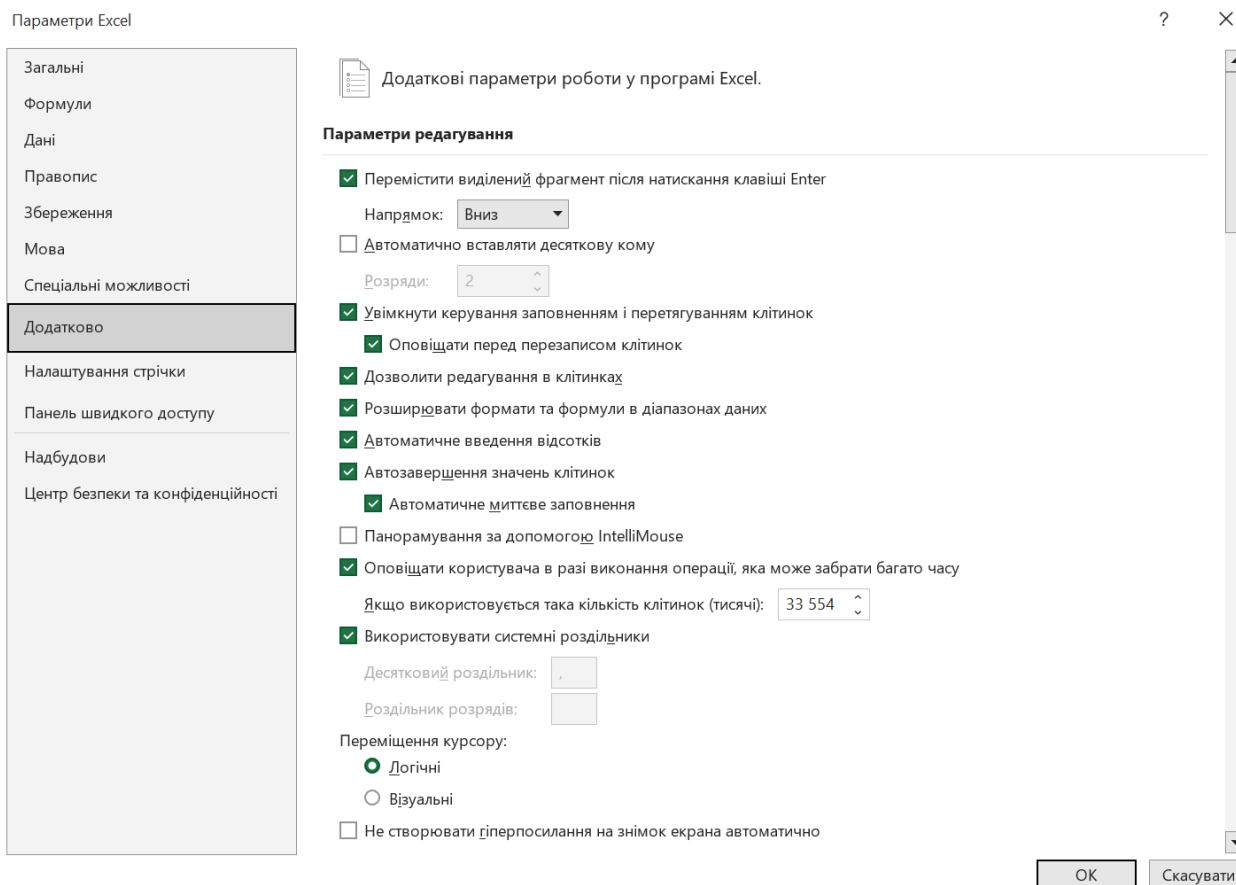 Параметри Excel
?
Загальні
Формули
Дані
Правопис
Збереження
Мова
Спеціальні можливості
Додатково
Налаштування стрічки
Панель швидкого доступу
Надбудови
Центр безпеки та конфіденційності
Додаткові параметри роботи у програмі Excel.
Параметри редагування
Перемістити виділений фрагмент після натискання клавіші Enter
Напрямок: Вниз
Автоматично вставляти десяткову кому
Розряди: 2
Увімкнути керування заповненням і перетягуванням клітинок
Оповіщати перед перезаписом клітинок
Дозволити редагування в клітинках
Розширювати формати та формули в діапазонах даних
Автоматичне введення відсотків
Автозавершення значень клітинок
Автоматичне миттєве заповнення
Панорамування за допомогою IntelliMouse
Оповіщати користувача в разі виконання операції, яка може забрати багато часу
Якщо використовується така кількість клітинок (тисячі): 33 554
Використовувати системні роздільники
Десятковий роздільник: ,
Роздільник розрядів:
Переміщення курсору:
Логічні
Візуальні
Не створювати гіперпосилання на знімок екрана автоматично
ОК Скасувати